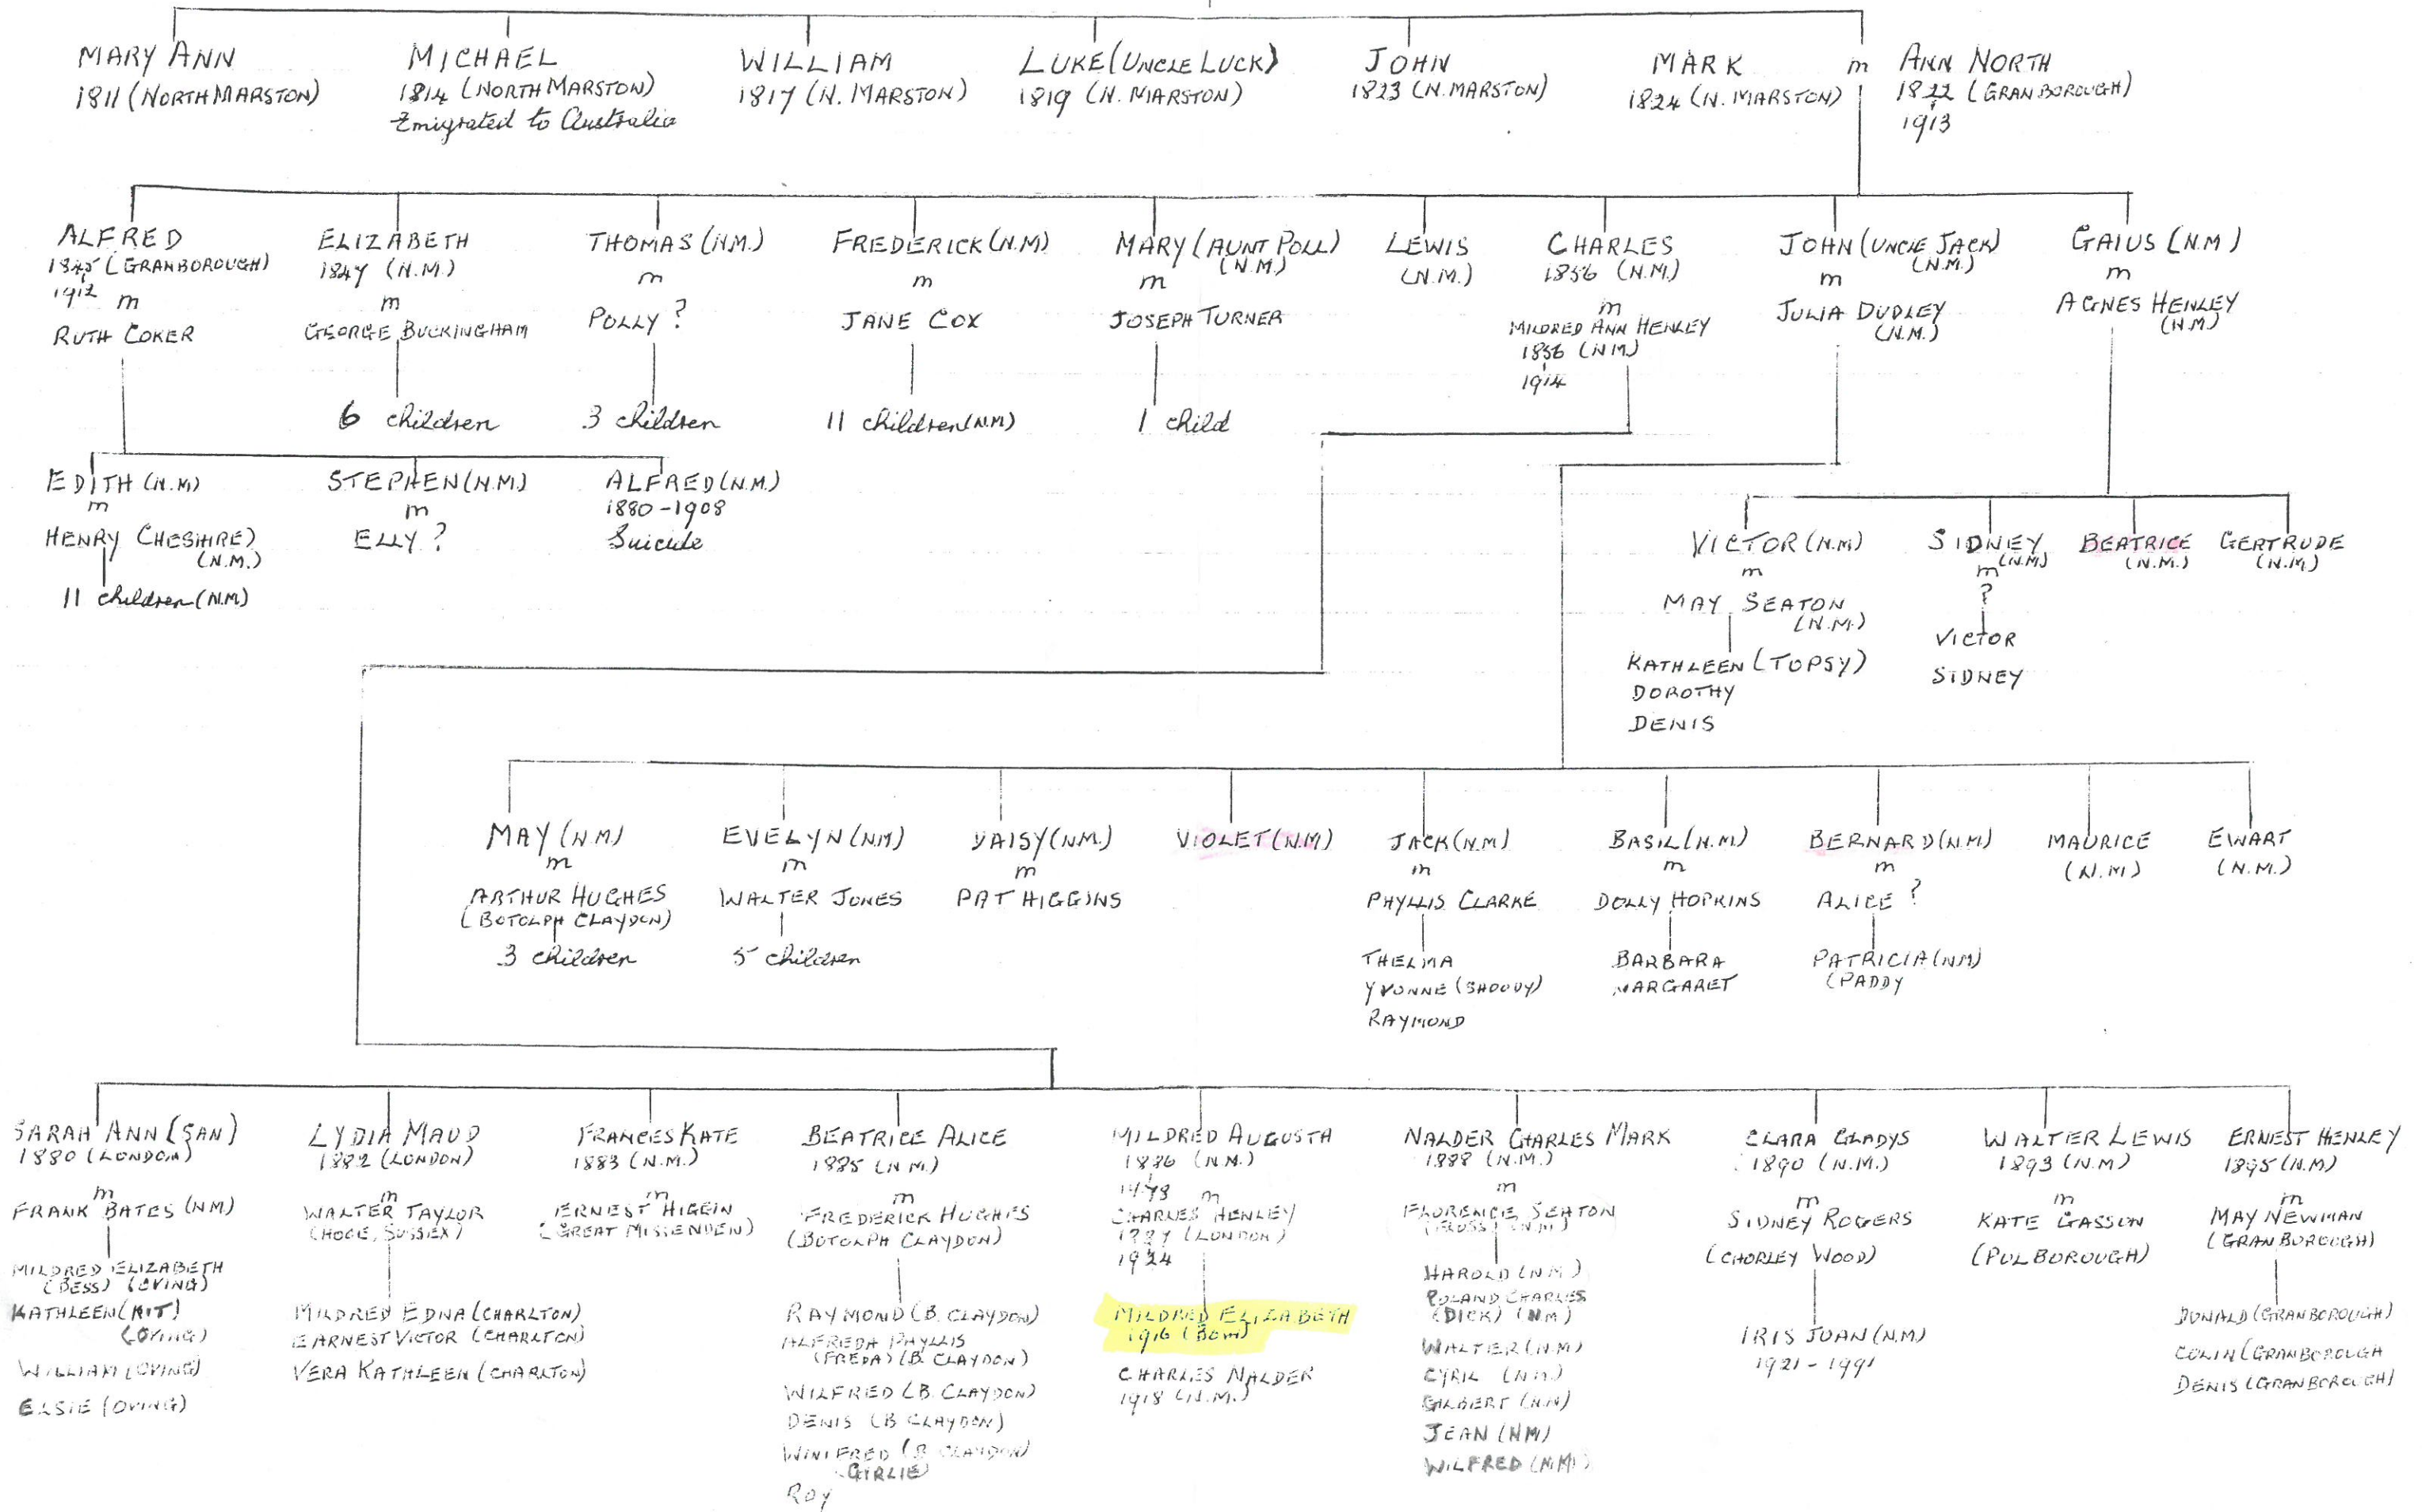 MARY ANN
1811 (NORTH MARSTON)
MICHAEL
1814 (NORTH MARSTON)
Emigrated to Australia
WILLIAM
1817 (N. MARSTON)
LUKE (UNCLE LUCK)
1819 (N. MARSTON)
JOHN
1823 (N. MARSTON)
MARK
1824 (N. MARSTON)
m
ANN NORTH
1822 (GRANBOROUGH)
1913
ALFRED
1845 (GRANBOROUGH)
1912 m
RUTH COKER
ELIZABETH
1847 (N.M.)
m
GEORGE BUCKINGHAM
6 children
THOMAS (N.M.)
m
POLLY ?
3 children
FREDERICK (N.M)
m
JANE COX
11 children (N.M)
MARY (AUNT POLL)
(N.M.)
m
JOSEPH TURNER
1 child
LEWIS
(N.M.)
CHARLES
1856 (N.M.)
m
MILDRED ANN HENLEY
1856 (N.M.)
1914
JOHN (UNCLE JACK)
(N.M.)
m
JULIA DUDLEY
(N.M.)
GAIUS (N.M)
m
AGNES HENLEY
(N.M)
EDITH (N.M)
m
HENRY CHESHIRE)
(N.M.)
11 children (N.M)
STEPHEN (N.M.)
m
ELLY ?
ALFRED (N.M.)
1880-1908
Suicide
VICTOR (N.M)
m
MAY SEATON
(N.M.)
KATHLEEN (TOPSY)
DOROTHY
DENIS
SIDNEY
(N.M)
m
?
VICTOR
SIDNEY
BEATRICE
(N.M.)
GERTRUDE
(N.M)
MAY (N.M)
m
ARTHUR HUGHES
(BOTOLPH CLAYDON)
3 children
EVELYN (N.M)
m
WALTER JONES
5 children
DAISY (N.M.)
m
PAT HIGGINS
VIOLET (N.M)
JACK (N.M)
m
PHYLLIS CLARKE
THELMA
YVONNE
RAYMOND
BASIL (N.M)
m
DOLLY HOPKINS
BARBARA
MARGARET
BERNARD (N.M)
m
ALICE ?
PATRICIA (NM)
(PADDY
MAURICE
(N.M)
EWART
(N.M.)
SARAH ANN (SAN)
1880 (LONDON)
m
FRANK BATES (NM)
MILDRED ELIZABETH
(BESS) (OVING)
KATHLEEN (KIT)
(OVING)
WILLIAM (OVING)
ELSIE (OVING)
LYDIA MAUD
1882 (LONDON)
m
WALTER TAYLOR
(HOOE, SUSSEX)
MILDRED EDNA (CHARLTON)
EARNEST VICTOR (CHARLTON)
VERA KATHLEEN (CHARLTON)
FRANCES KATE
1883 (N.M.)
m
ERNEST HIGGIN
(GREAT MISSENDEN)
BEATRICE ALICE
1885 (N.M.)
m
FREDERICK HUGHES
(BOTOLPH CLAYDON)
RAYMOND (B. CLAYDON)
ALFREDA PHYLLIS
(FREDA) (B. CLAYDON)
WILFRED (B. CLAYDON)
DENIS (B CLAYDON)
WINIFRED (B CLAYDON)
GIRLIE)
ROY
MILDRED AUGUSTA
1886 (N.M.)
m
CHARLES HENLEY
(LONDON)
MILDRED ELIZABETH
1916
CHARLES NALDER
1918 (N.M.)
NALDER CHARLES MARK
1888 (N.M.)
m
FLORENCE SEATON
(FLOSS) (N.M)
HAROLD (N.M)
ROLAND CHARLES
(DICK) (NM)
WALTER (N.M)
CYRIL (N.M.)
GILBERT (N.M)
JEAN (NM)
WILFRED (N.M.)
CLARA GLADYS
1890 (N.M.)
m
SIDNEY ROGERS
(CHORLEY WOOD)
IRIS JOAN (N.M)
1921-1991
WALTER LEWIS
1893 (N.M)
m
KATE GASSON
(PULBOROUGH)
ERNEST HENLEY
1895 (N.M)
m
MAY NEWMAN
(GRANBOROUGH)
DONALD (GRANBOROUGH)
COLIN (GRANBOROUGH
DENIS (GRANBOROUGH)